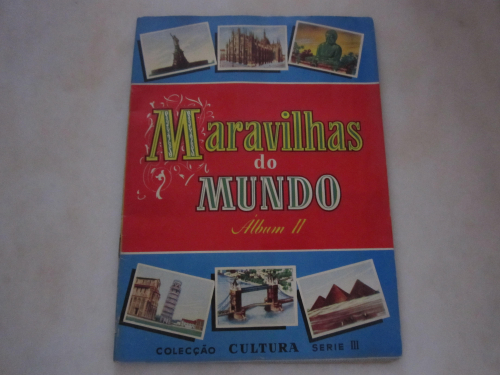 Maravilhas
do
MUNDO
Álbum II
COLECÇÃO CULTURA SERIE III